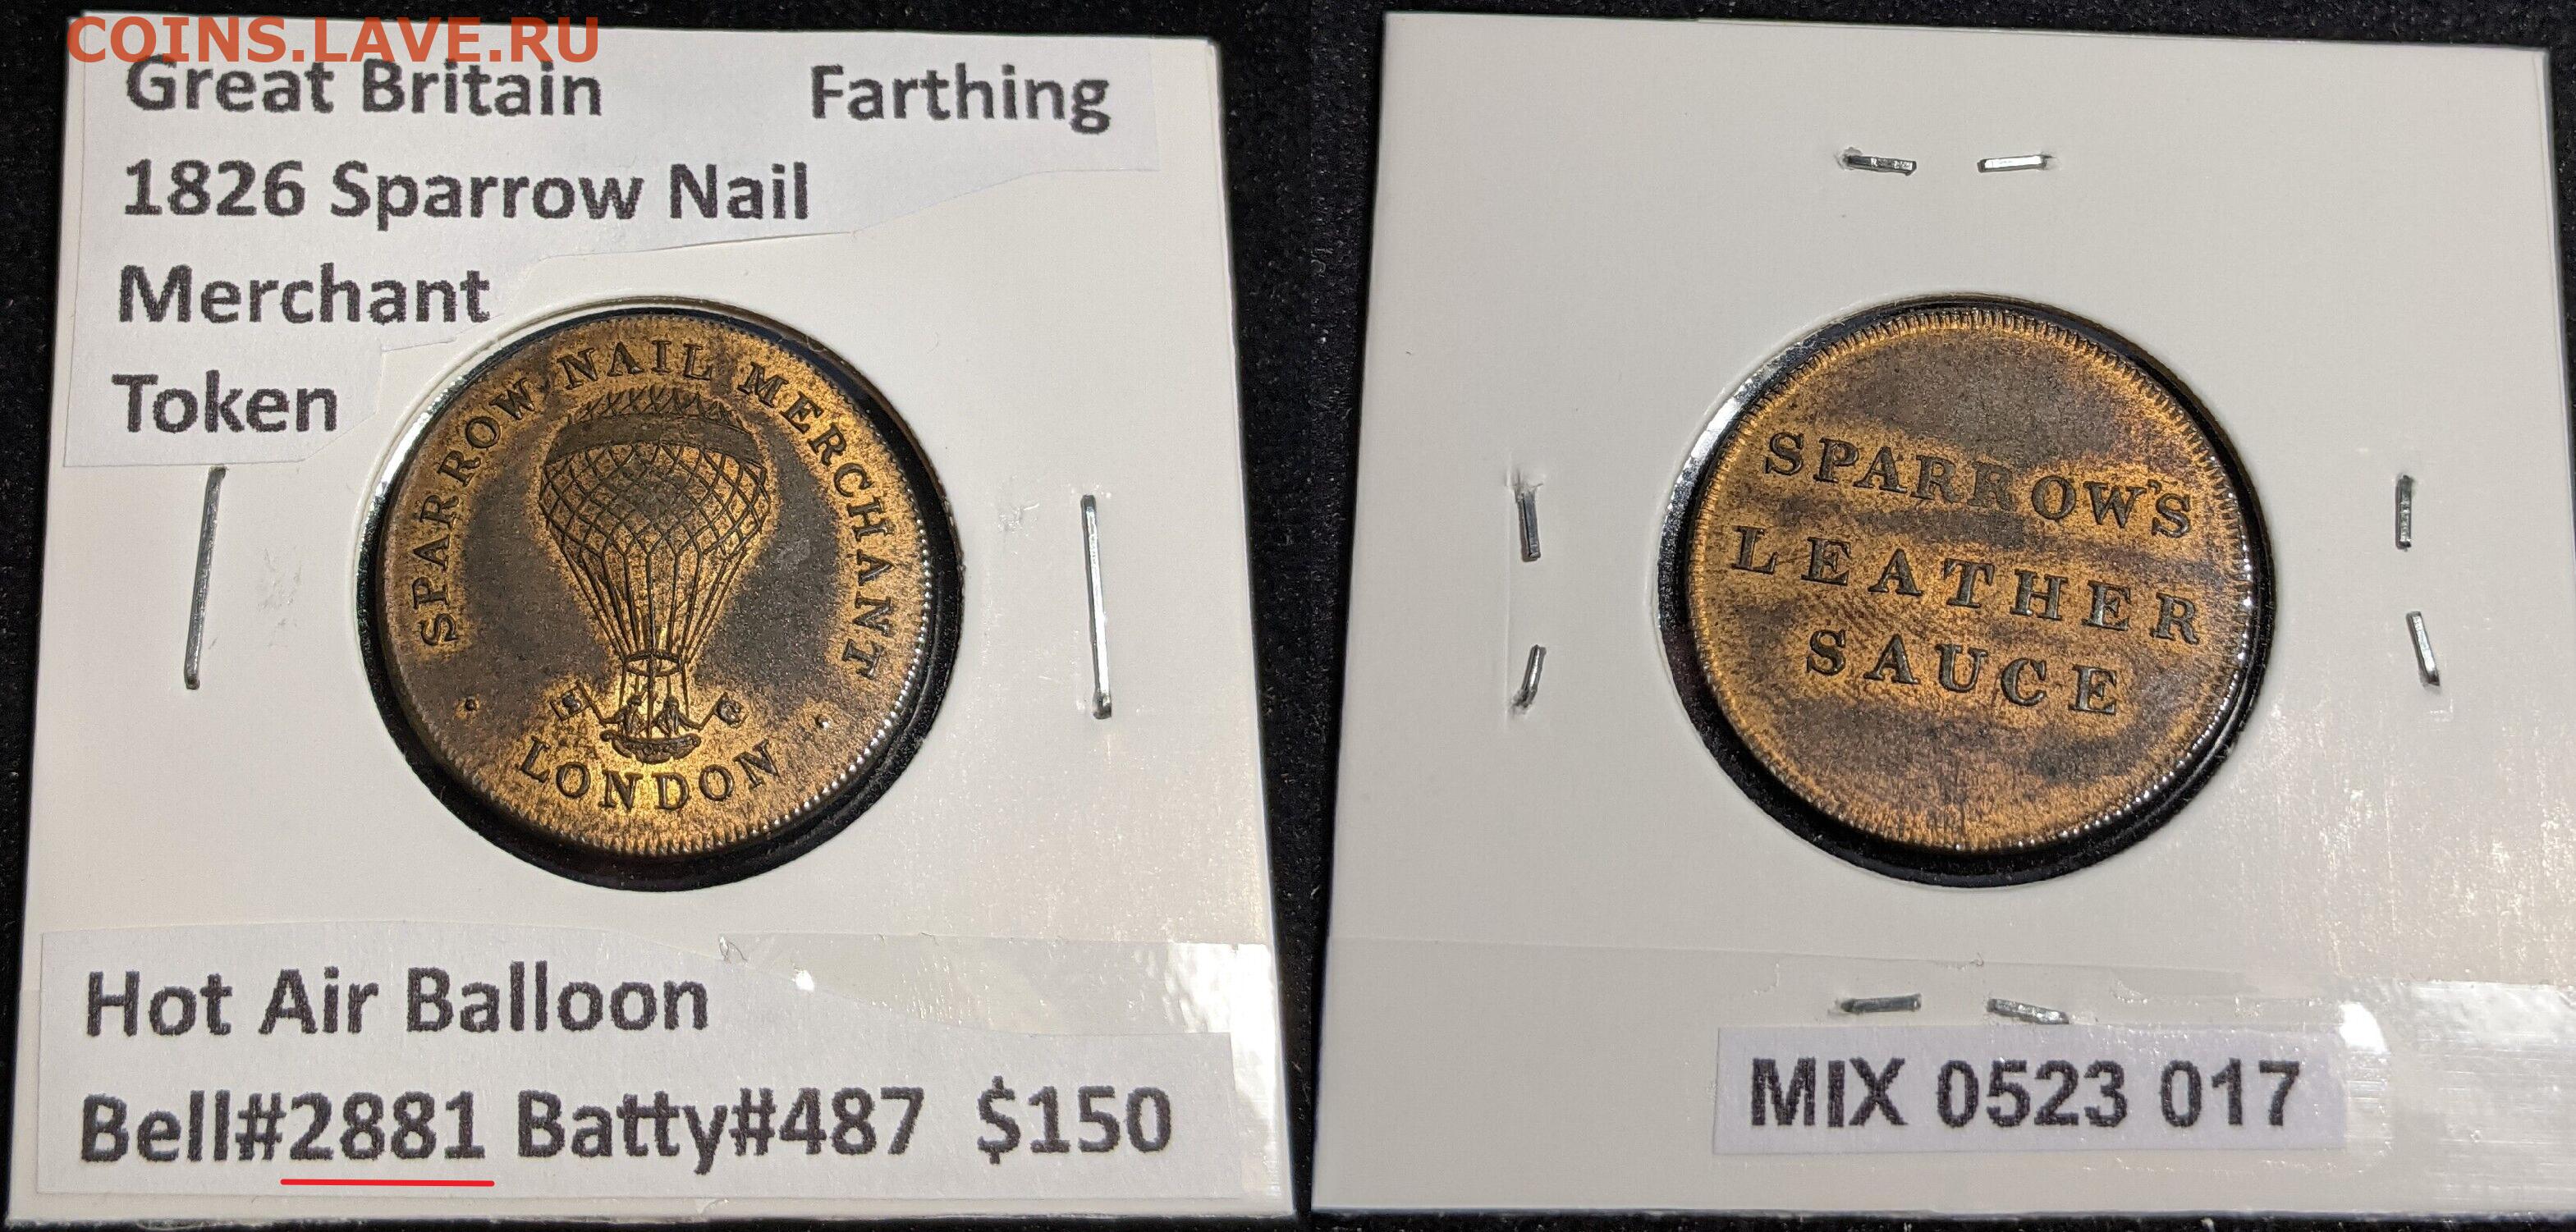 COINS.LAVE.RU
Great Britain Farthing
1826 Sparrow Nail
Merchant
Token
SPARROW NAIL MERCHANT
S G
LONDON
Hot Air Balloon
Bell#2881 Batty#487 $150
SPARROW'S
LEATHER
SAUCE
MIX 0523 017